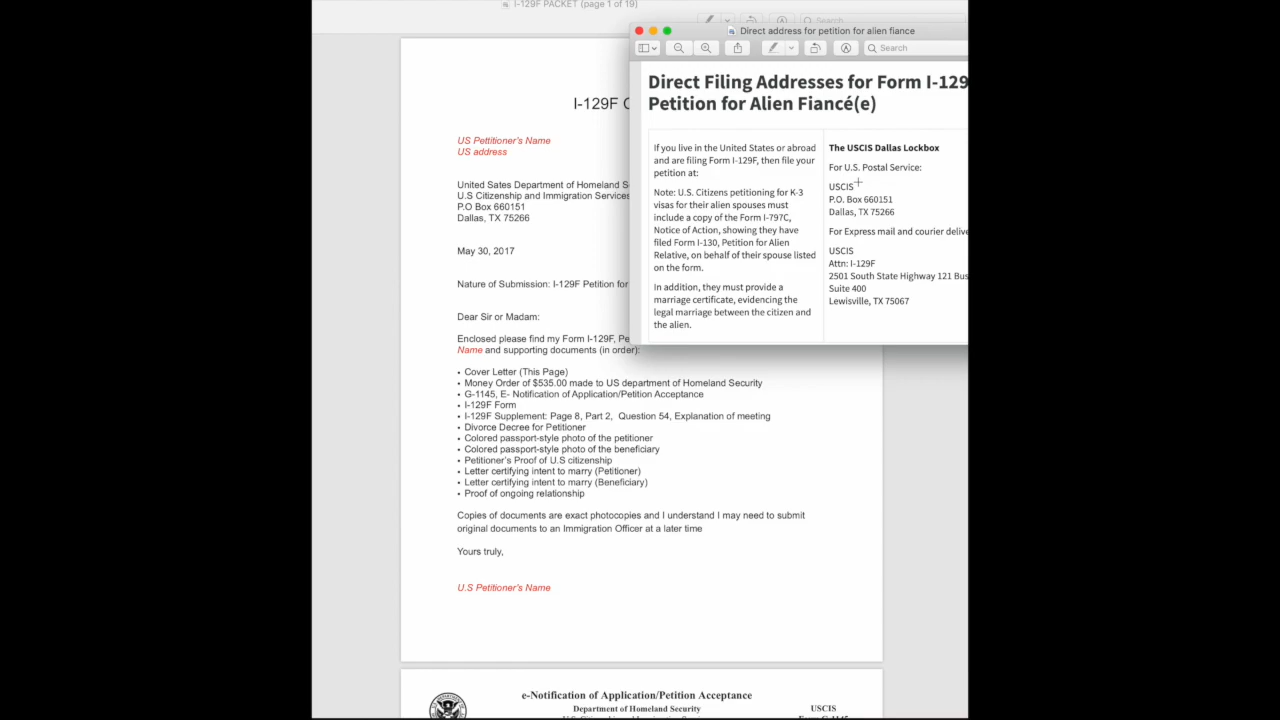 I-129F PACKET (page 1 of 19)
Search
Direct address for petition for alien fiance
Search
Direct Filing Addresses for Form I-129
Petition for Alien Fiancé(e)
If you live in the United States or abroad
and are filing Form I-129F, then file your
petition at:
Note: U.S. Citizens petitioning for K-3
visas for their alien spouses must
include a copy of the Form I-797C,
Notice of Action, showing they have
filed Form I-130, Petition for Alien
Relative, on behalf of their spouse listed
on the form.
In addition, they must provide a
marriage certificate, evidencing the
legal marriage between the citizen and
the alien.
The USCIS Dallas Lockbox
For U.S. Postal Service:
USCIS
P.O. Box 660151
Dallas, TX 75266
For Express mail and courier delive
USCIS
Attn: I-129F
2501 South State Highway 121 Bus
Suite 400
Lewisville, TX 75067
I-129F C
US Pettitioner's Name
US address
United Sates Department of Homeland S
U.S Citizenship and Immigration Services
P.O Box 660151
Dallas, TX 75266
May 30, 2017
Nature of Submission: I-129F Petition for
Dear Sir or Madam:
Enclosed please find my Form I-129F, Pe
Name and supporting documents (in order):
• Cover Letter (This Page)
• Money Order of $535.00 made to US department of Homeland Security
• G-1145, E- Notification of Application/Petition Acceptance
• I-129F Form
• I-129F Supplement: Page 8, Part 2, Question 54, Explanation of meeting
• Divorce Decree for Petitioner
• Colored passport-style photo of the petitioner
• Colored passport-style photo of the beneficiary
• Petitioner's Proof of U.S citizenship
• Letter certifying intent to marry (Petitioner)
• Letter certifying intent to marry (Beneficiary)
• Proof of ongoing relationship
Copies of documents are exact photocopies and I understand I may need to submit
original documents to an Immigration Officer at a later time
Yours truly,
U.S Petitioner's Name
e-Notification of Application/Petition Acceptance
Department of Homeland Security
USCIS